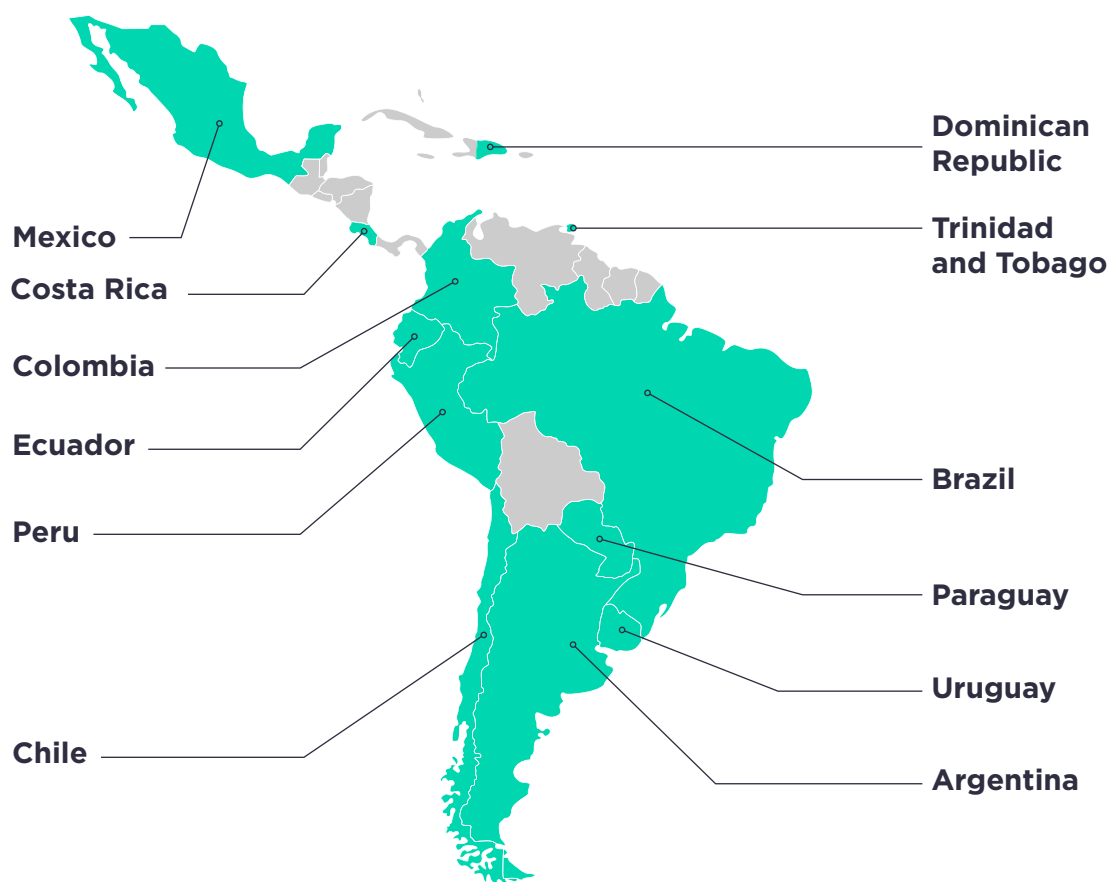 Mexico
Costa Rica
Colombia
Ecuador
Peru
Chile
Dominican
Republic
Trinidad
and Tobago
Brazil
Paraguay
Uruguay
Argentina